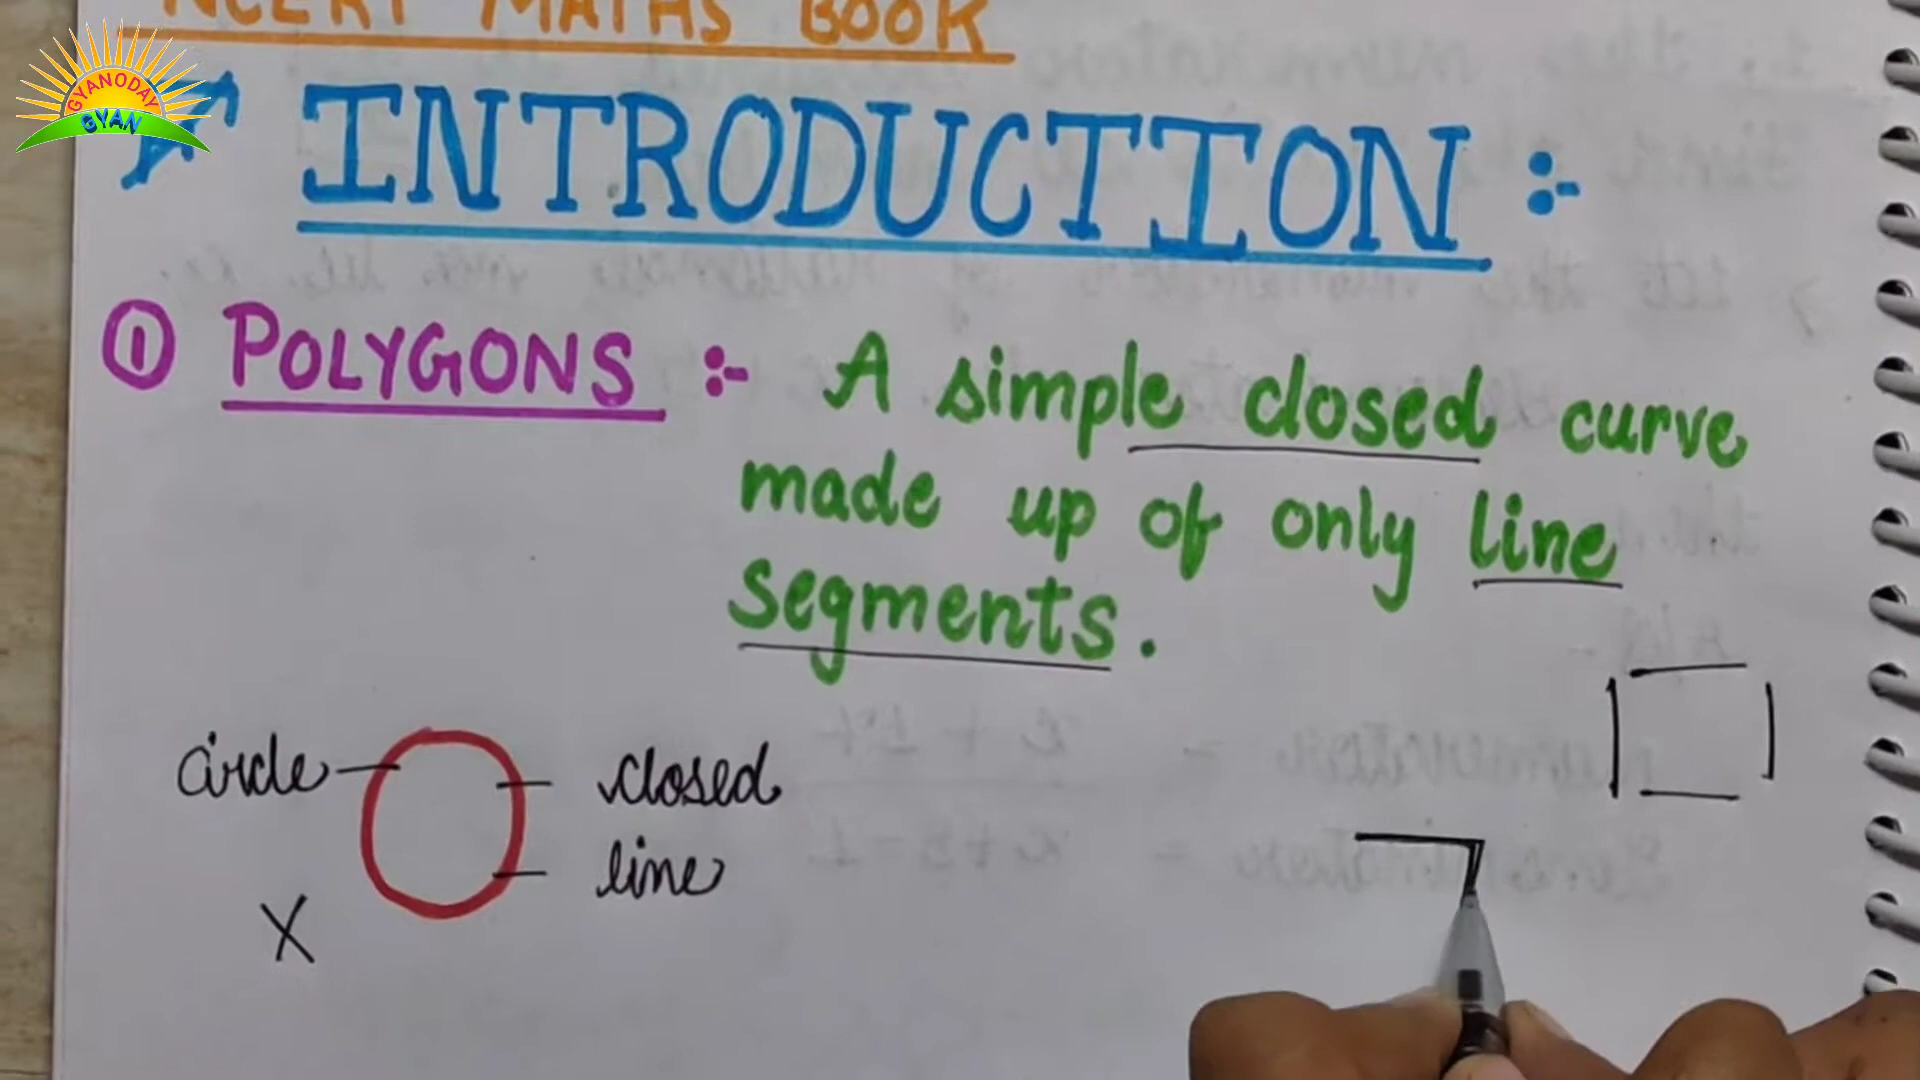 NCERT MATHS BOOK
GYANODAY
GYAN
INTRODUCTION :-
① POLYGONS :- A simple closed curve
made up of only line
segments.
circle closed
line
X